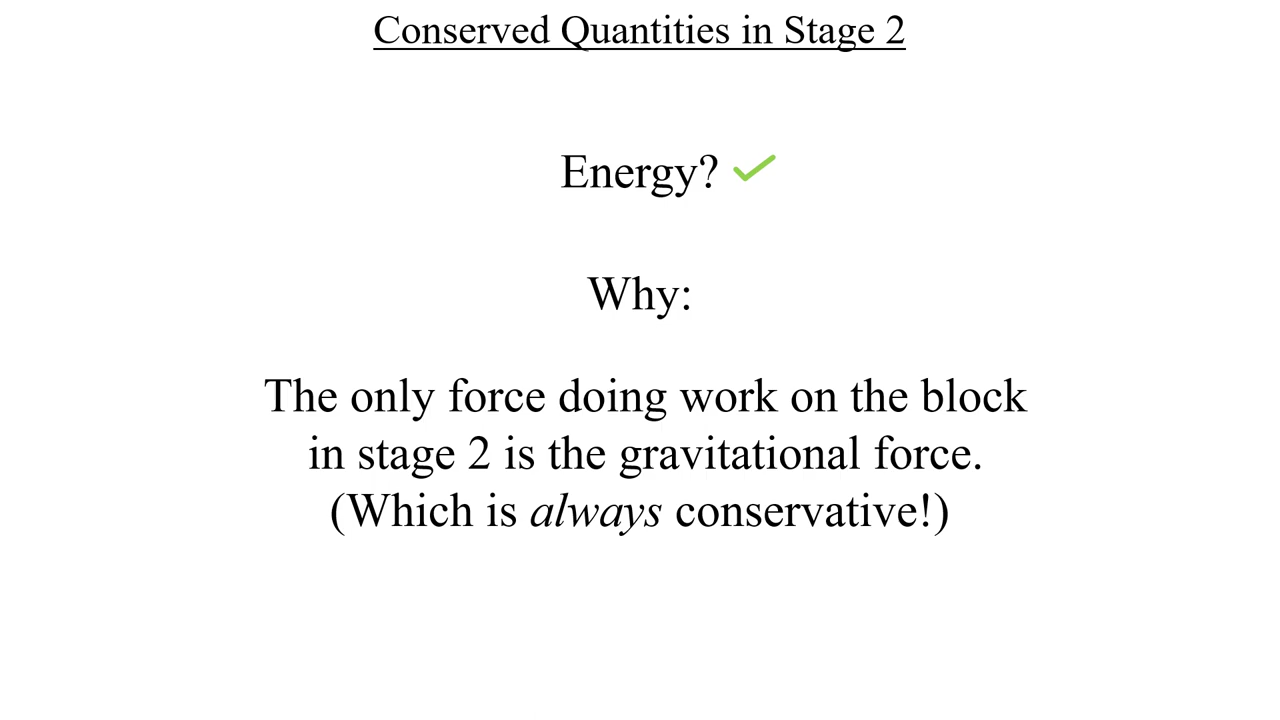 Conserved Quantities in Stage 2
Energy?
Why:
The only force doing work on the block
in stage 2 is the gravitational force.
(Which is always conservative!)